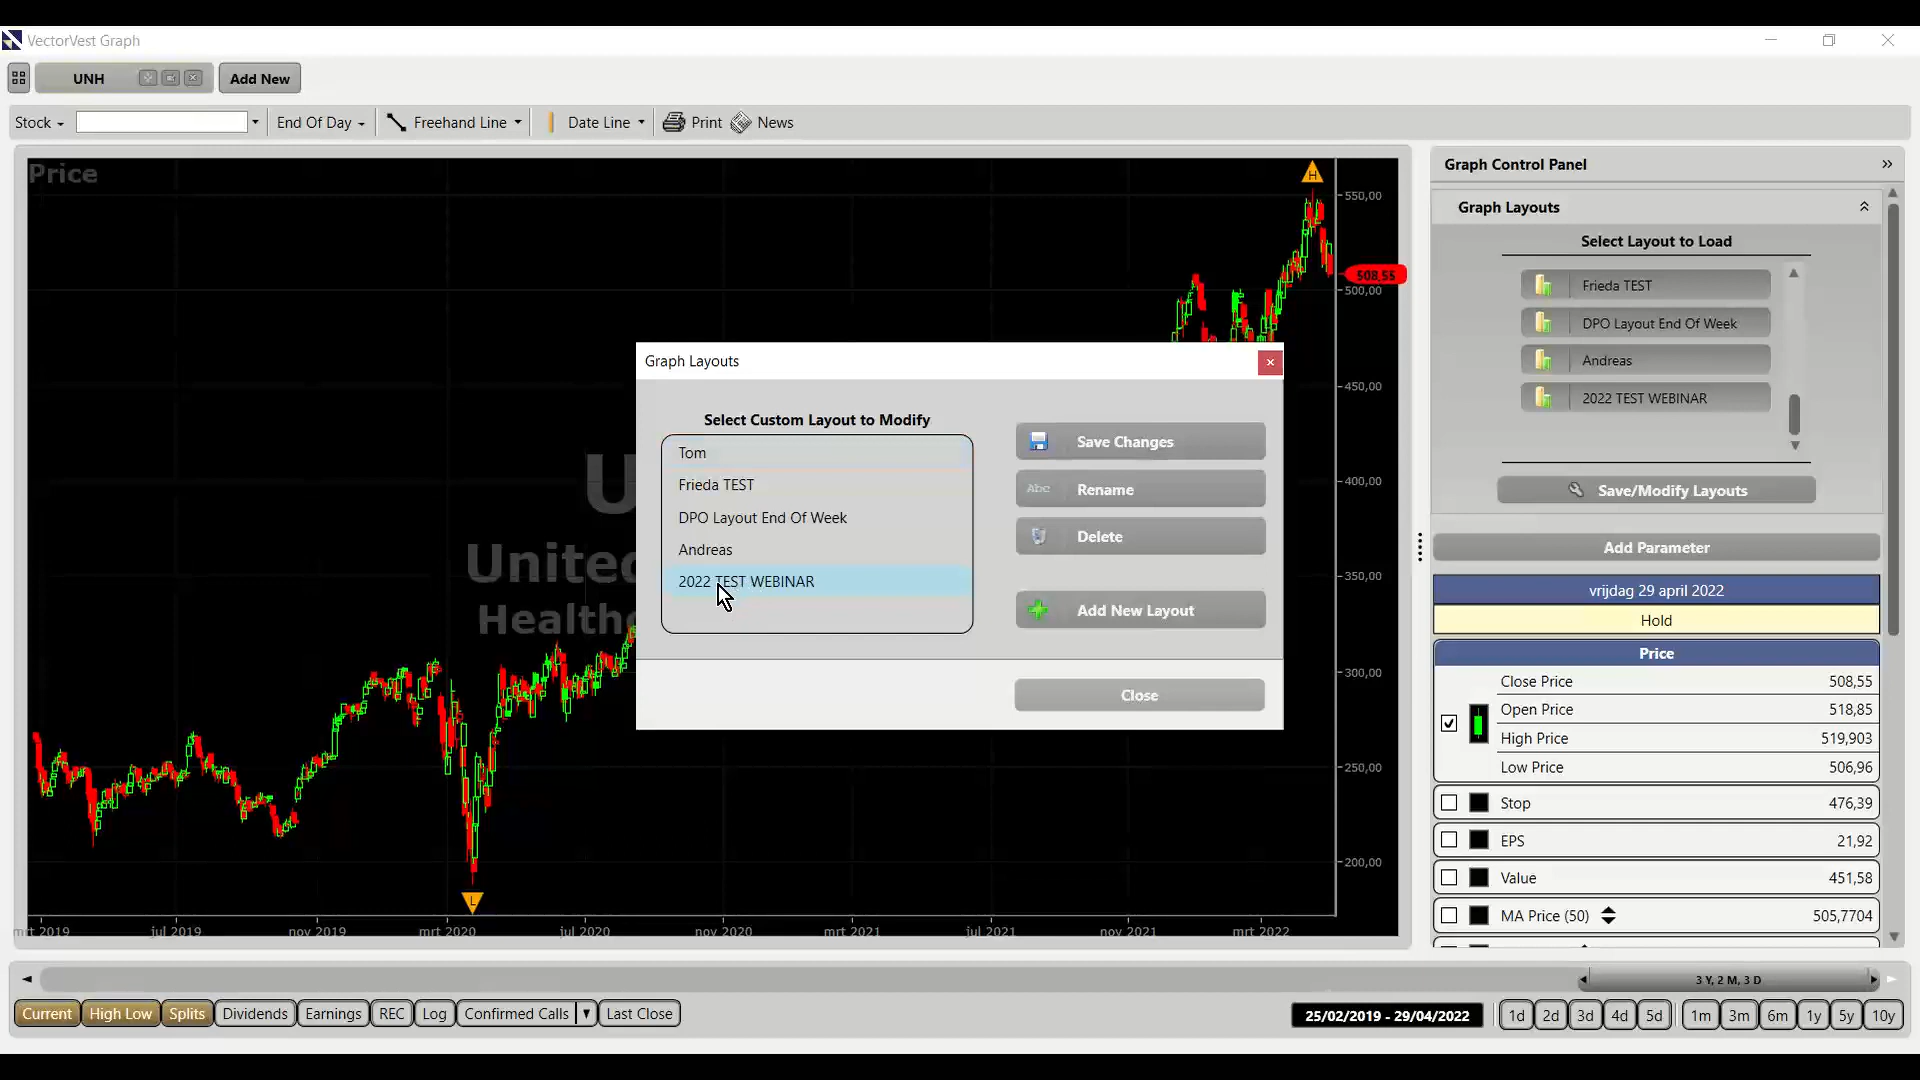 VectorVest Graph
UNH
Add New
Stock
End Of Day
Freehand Line
Date Line
Print
News
Price
H
550,00
508,55
500,00
450,00
400,00
350,00
300,00
250,00
200,00
U
United
Health
L
mrt 2019
jul 2019
nov 2019
mrt 2020
jul 2020
nov 2020
mrt 2021
jul 2021
nov 2021
mrt 2022
Graph Layouts
Select Custom Layout to Modify
Tom
Frieda TEST
DPO Layout End Of Week
Andreas
2022 TEST WEBINAR
Save Changes
Abc Rename
Delete
Add New Layout
Close
Graph Control Panel
Graph Layouts
Select Layout to Load
Frieda TEST
DPO Layout End Of Week
Andreas
2022 TEST WEBINAR
Save/Modify Layouts
Add Parameter
vrijdag 29 april 2022
Hold
Price
Close Price 508,55
Open Price 518,85
High Price 519,903
Low Price 506,96
Stop 476,39
EPS 21,92
Value 451,58
MA Price (50) 505,7704
3 Y, 2 M, 3 D
Current
High Low
Splits
Dividends
Earnings
REC
Log
Confirmed Calls
Last Close
25/02/2019 - 29/04/2022
1d
2d
3d
4d
5d
1m
3m
6m
1y
5y
10y